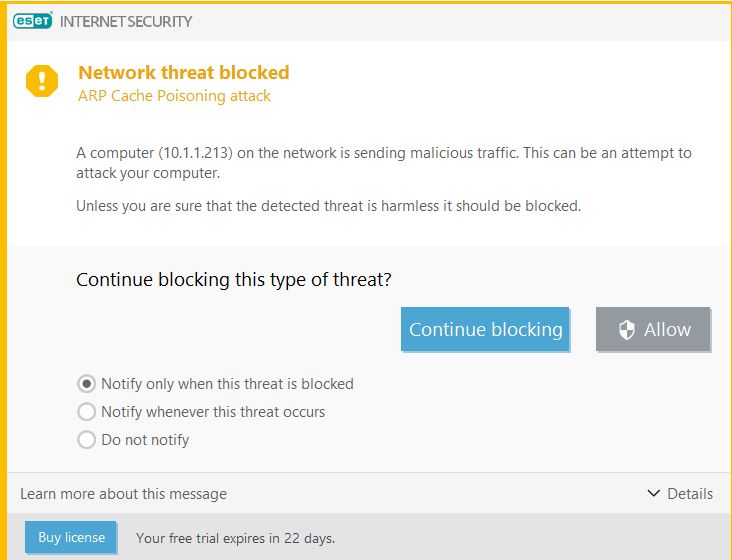 eset INTERNET SECURITY
Network threat blocked
ARP Cache Poisoning attack
A computer (10.1.1.213) on the network is sending malicious traffic. This can be an attempt to
attack your computer.
Unless you are sure that the detected threat is harmless it should be blocked.
Continue blocking this type of threat?
Continue blocking
Allow
Notify only when this threat is blocked
Notify whenever this threat occurs
Do not notify
Learn more about this message
Details
Buy license
Your free trial expires in 22 days.